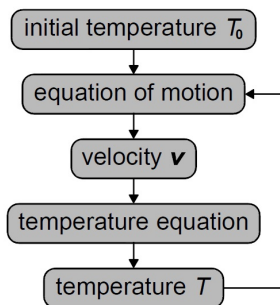 initial temperature T₀
equation of motion
velocity v
temperature equation
temperature T